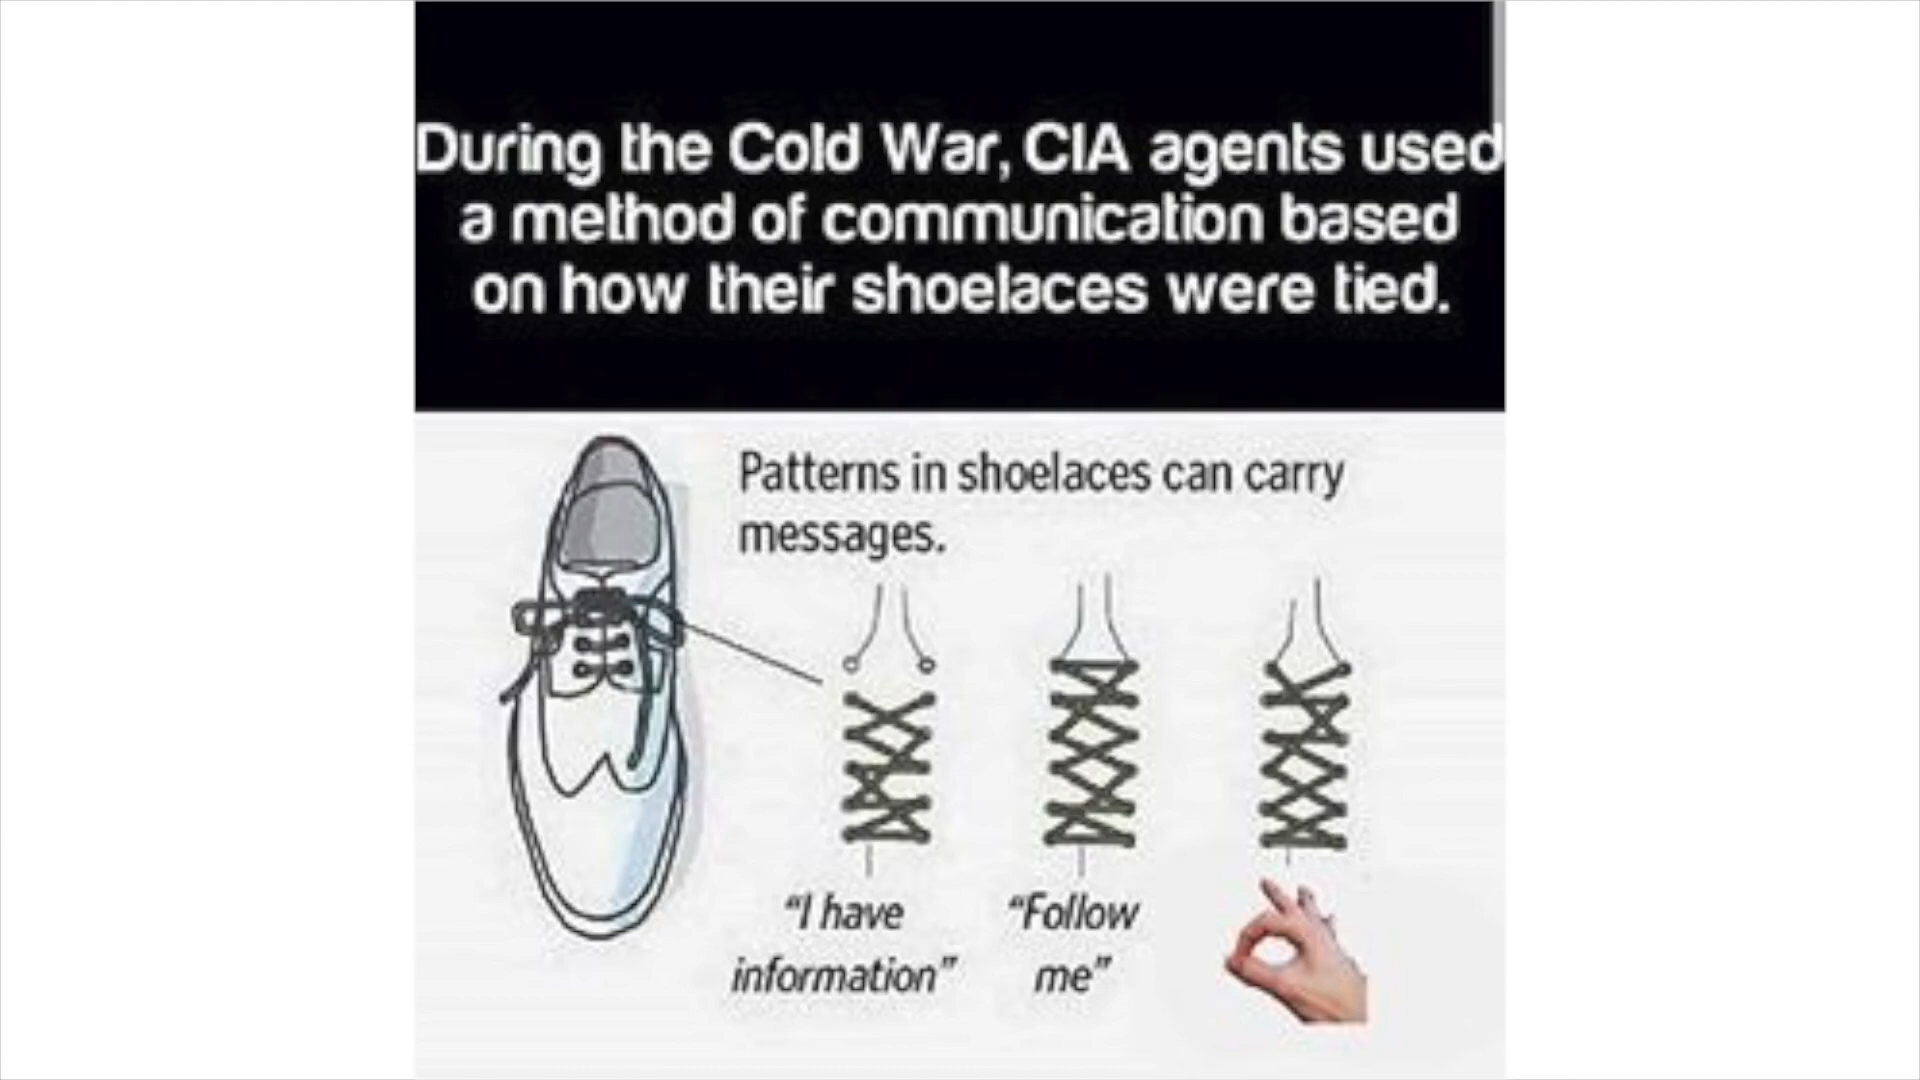 During the Cold War, CIA agents used
a method of communication based
on how their shoelaces were tied.
Patterns in shoelaces can carry
messages.
“I have
information”
“Follow
me”